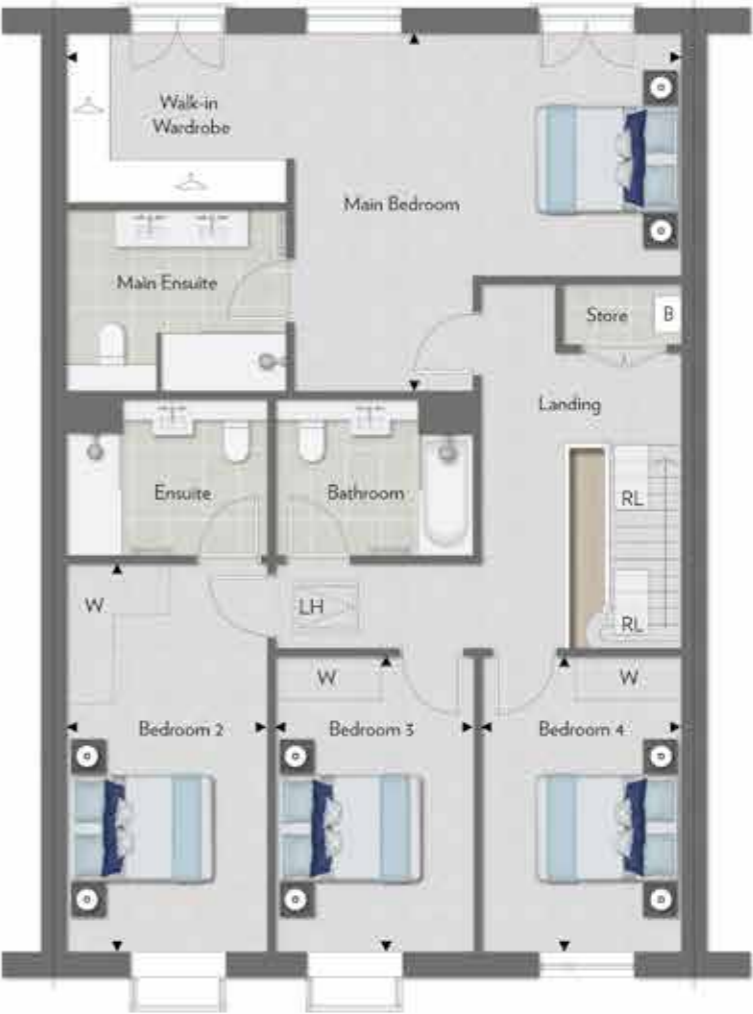 Walk-in
Wardrobe
Main Bedroom
Main Ensuite
Store
B
Landing
Ensuite
Bathroom
RL
W
LH
RL
W
W
Bedroom 2
Bedroom 3
Bedroom 4